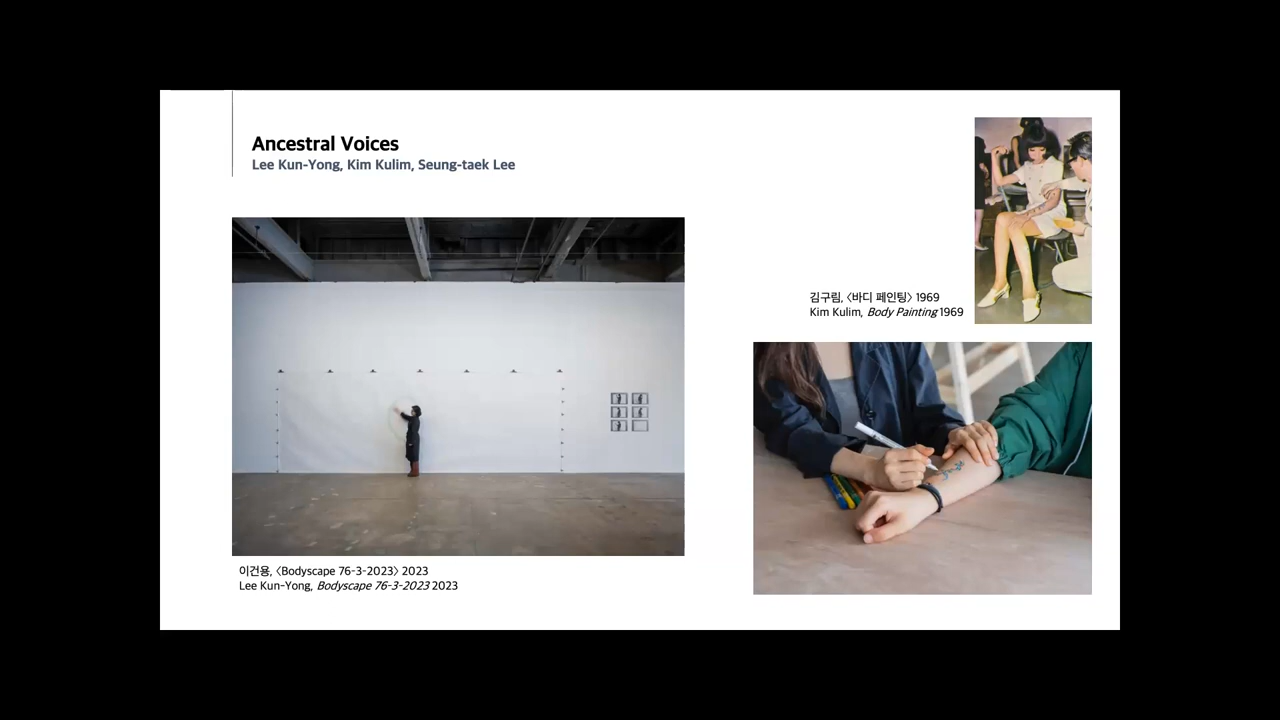 Ancestral Voices
Lee Kun-Yong, Kim Kulim, Seung-taek Lee
김구림, 〈바디 페인팅〉 1969
Kim Kulim, Body Painting 1969
이건용, 〈Bodyscape 76-3-2023〉 2023
Lee Kun-Yong, Bodyscape 76-3-2023 2023